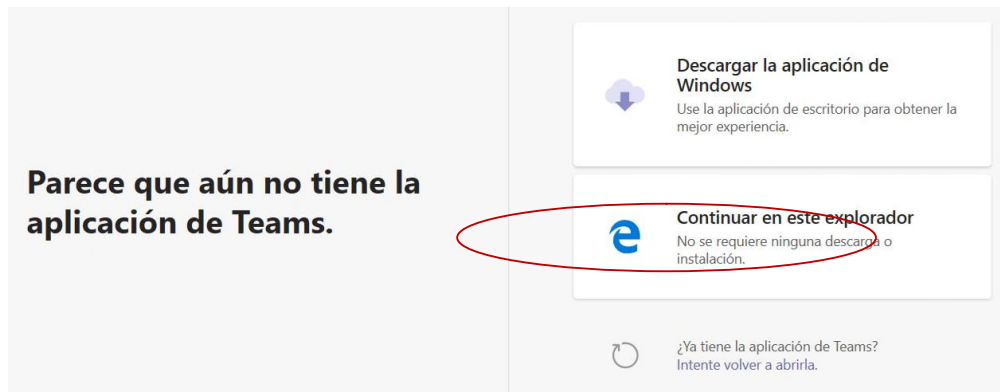 Parece que aún no tiene la
aplicación de Teams.
Descargar la aplicación de
Windows
Use la aplicación de escritorio para obtener la
mejor experiencia.
Continuar en este explorador
No se requiere ninguna descarga o
instalación.
¿Ya tiene la aplicación de Teams?
Intente volver a abrirla.